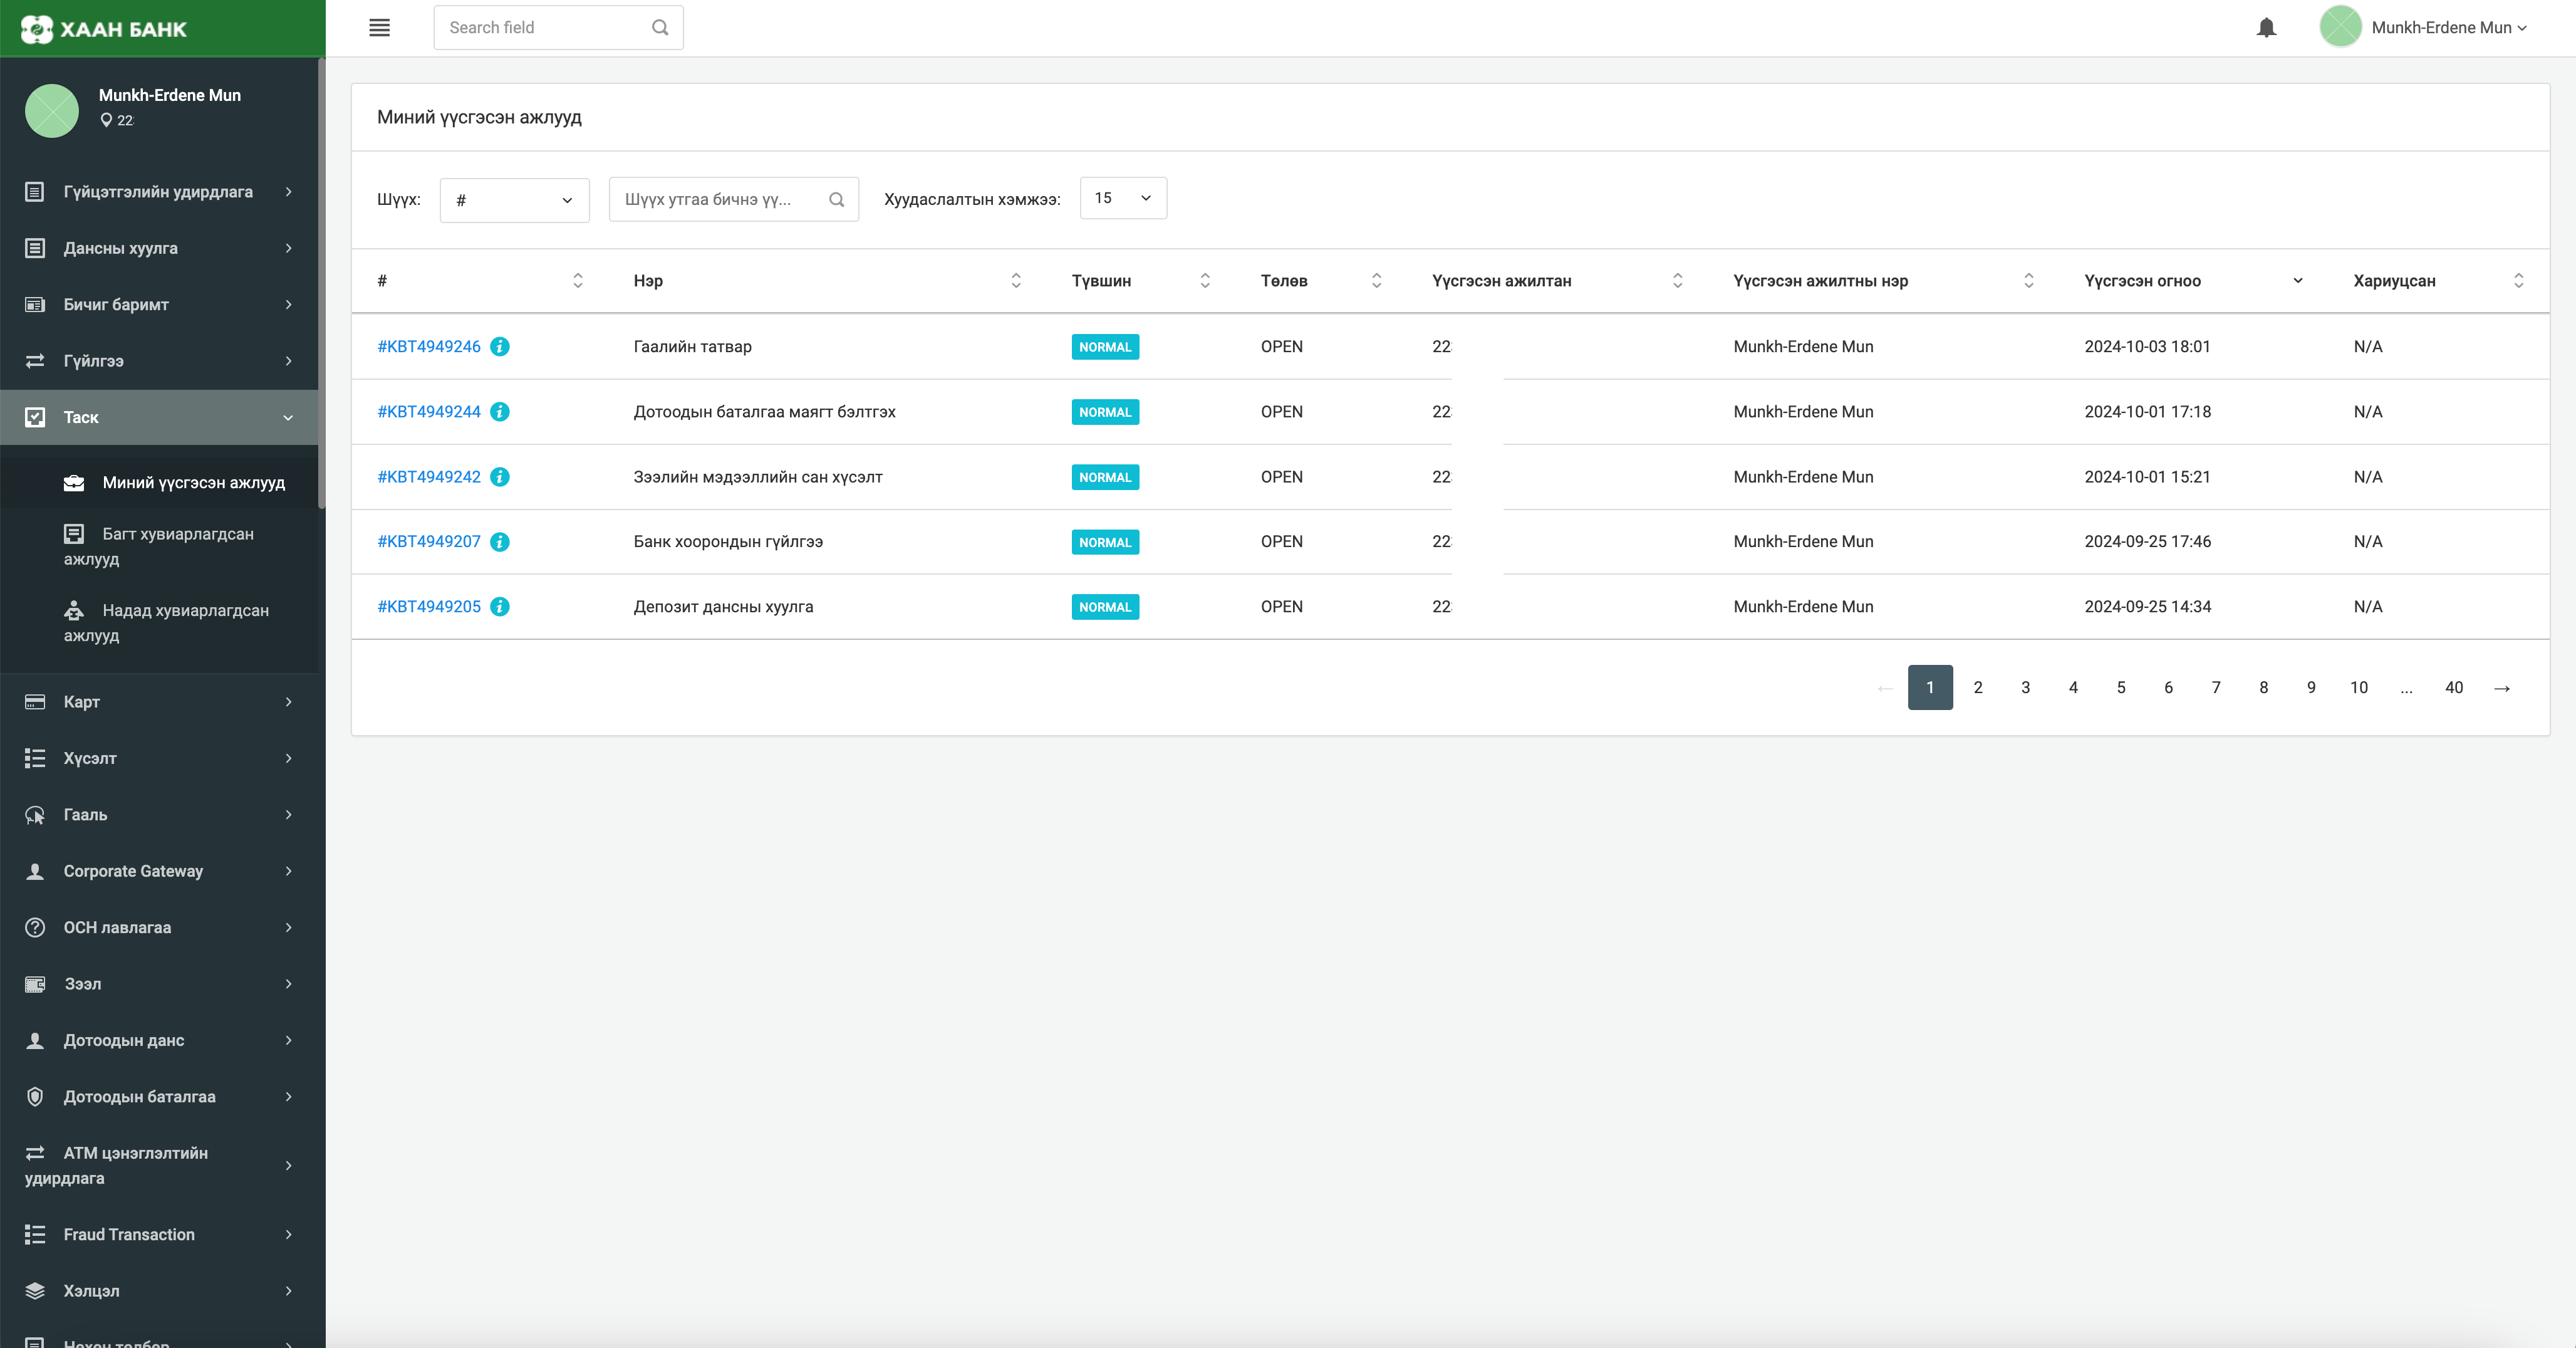 ХААН БАНК
Search field
Munkh-Erdene Mun
Munkh-Erdene Mun
22
Гүйцэтгэлийн удирдлага
Дансны хуулга
Бичиг баримт
Гүйлгээ
Таск
Миний үүсгэсэн ажлууд
Багт хувиарлагдсан
ажлууд
Надад хувиарлагдсан
ажлууд
Карт
Хүсэлт
Гааль
Corporate Gateway
ОСН лавлагаа
Зээл
Дотоодын данс
Дотоодын баталгаа
АТМ цэнэглэлтийн
удирдлага
Fraud Transaction
Хэлцэл
Миний үүсгэсэн ажлууд
Шүүх: # Шүүх утгаа бичнэ үү... Хуудаслалтын хэмжээ: 15
# Нэр Түвшин Төлөв Үүсгэсэн ажилтан Үүсгэсэн ажилтны нэр Үүсгэсэн огноо Хариуцсан
#KBT4949246 Гаалийн татвар NORMAL OPEN 22 Munkh-Erdene Mun 2024-10-03 18:01 N/A
#KBT4949244 Дотоодын баталгаа маягт бэлтгэх NORMAL OPEN 22 Munkh-Erdene Mun 2024-10-01 17:18 N/A
#KBT4949242 Зээлийн мэдээллийн сан хүсэлт NORMAL OPEN 22 Munkh-Erdene Mun 2024-10-01 15:21 N/A
#KBT4949207 Банк хоорондын гүйлгээ NORMAL OPEN 22 Munkh-Erdene Mun 2024-09-25 17:46 N/A
#KBT4949205 Депозит дансны хуулга NORMAL OPEN 22 Munkh-Erdene Mun 2024-09-25 14:34 N/A
← 1 2 3 4 5 6 7 8 9 10 ... 40 →